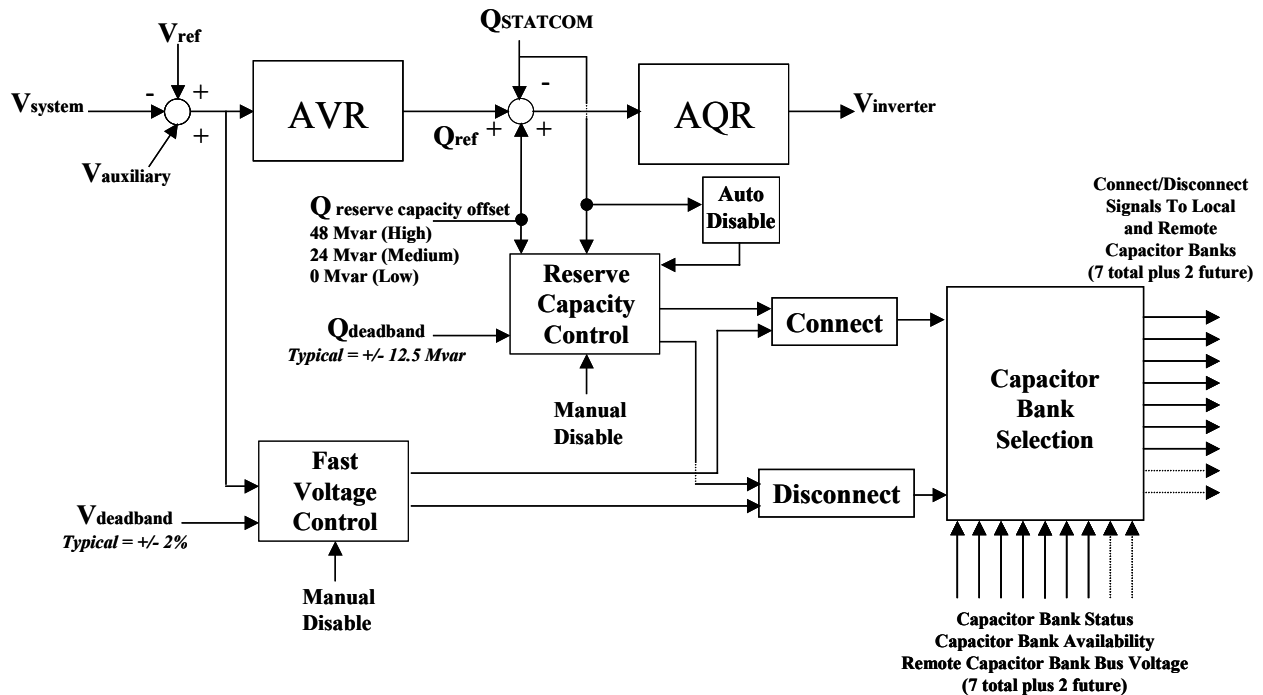 QSTATCOM
Vref
Vsystem
-
+
+
Vauxiliary
AVR
Qref
+
-
+
AQR
Vinverter
Q reserve capacity offset
48 Mvar (High)
24 Mvar (Medium)
0 Mvar (Low)
Auto
Disable
Connect/Disconnect
Signals To Local
and Remote
Capacitor Banks
(7 total plus 2 future)
Reserve
Capacity
Control
Qdeadband
Typical = +/- 12.5 Mvar
Manual
Disable
Connect
Capacitor
Bank
Selection
Fast
Voltage
Control
Disconnect
Vdeadband
Typical = +/- 2%
Manual
Disable
Capacitor Bank Status
Capacitor Bank Availability
Remote Capacitor Bank Bus Voltage
(7 total plus 2 future)